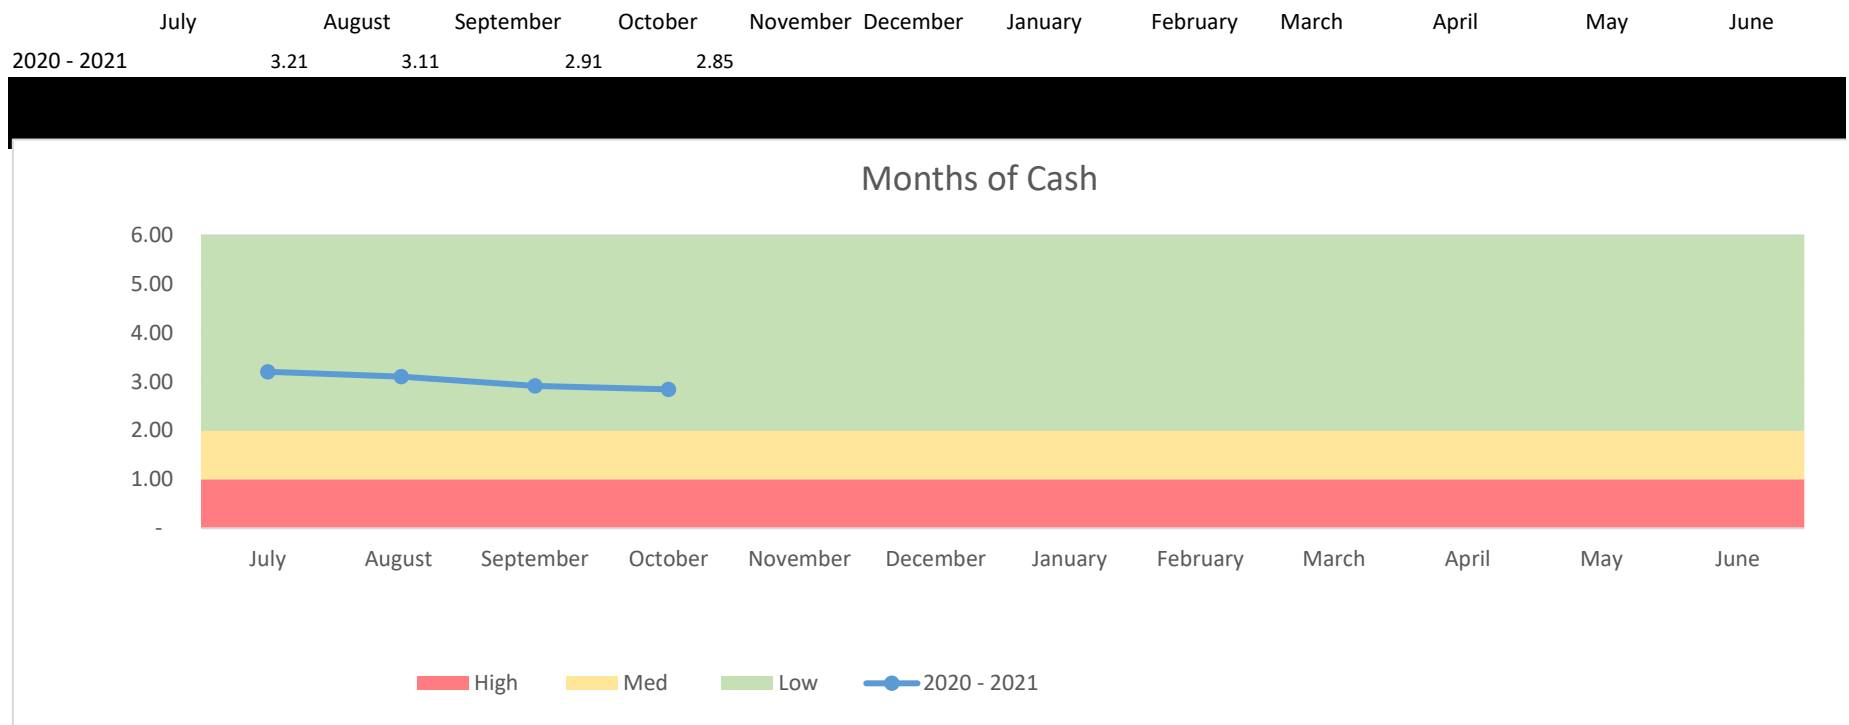 July August September October November December January February March April May June
2020 - 2021 3.21 3.11 2.91 2.85
Months of Cash
6.00
5.00
4.00
3.00
2.00
1.00
-
July August September October November December January February March April May June
High Med Low 2020 - 2021